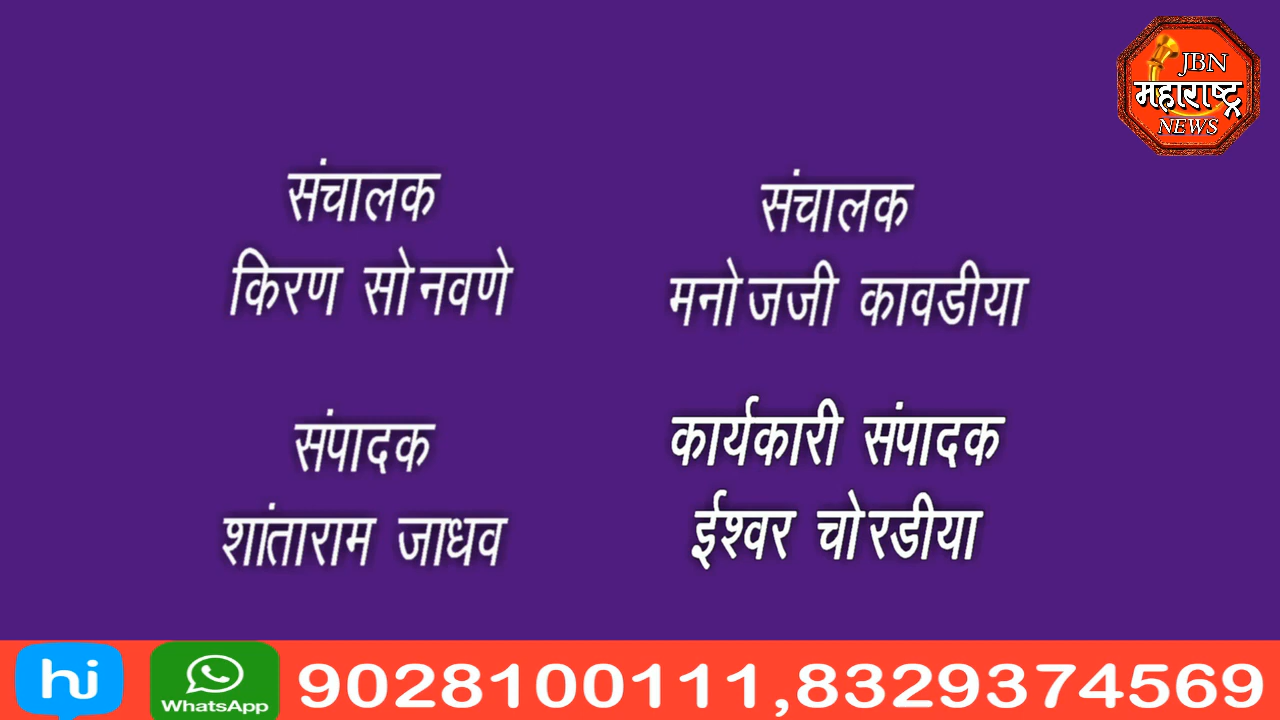 JBN
महाराष्ट्र
NEWS
संचालक
किरण सोनवणे
संचालक
मनोजजी कावडीया
संपादक
शांताराम जाधव
कार्यकारी संपादक
ईश्वर चोरडीया
hi
WhatsApp
9028100111,8329374569